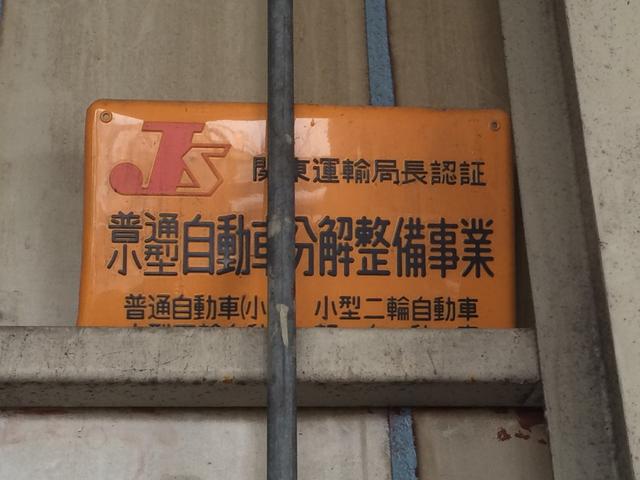 JS
関東運輸局長認証
普通
小型 自動車分解整備事業
普通自動車(小 小型二輪自動車